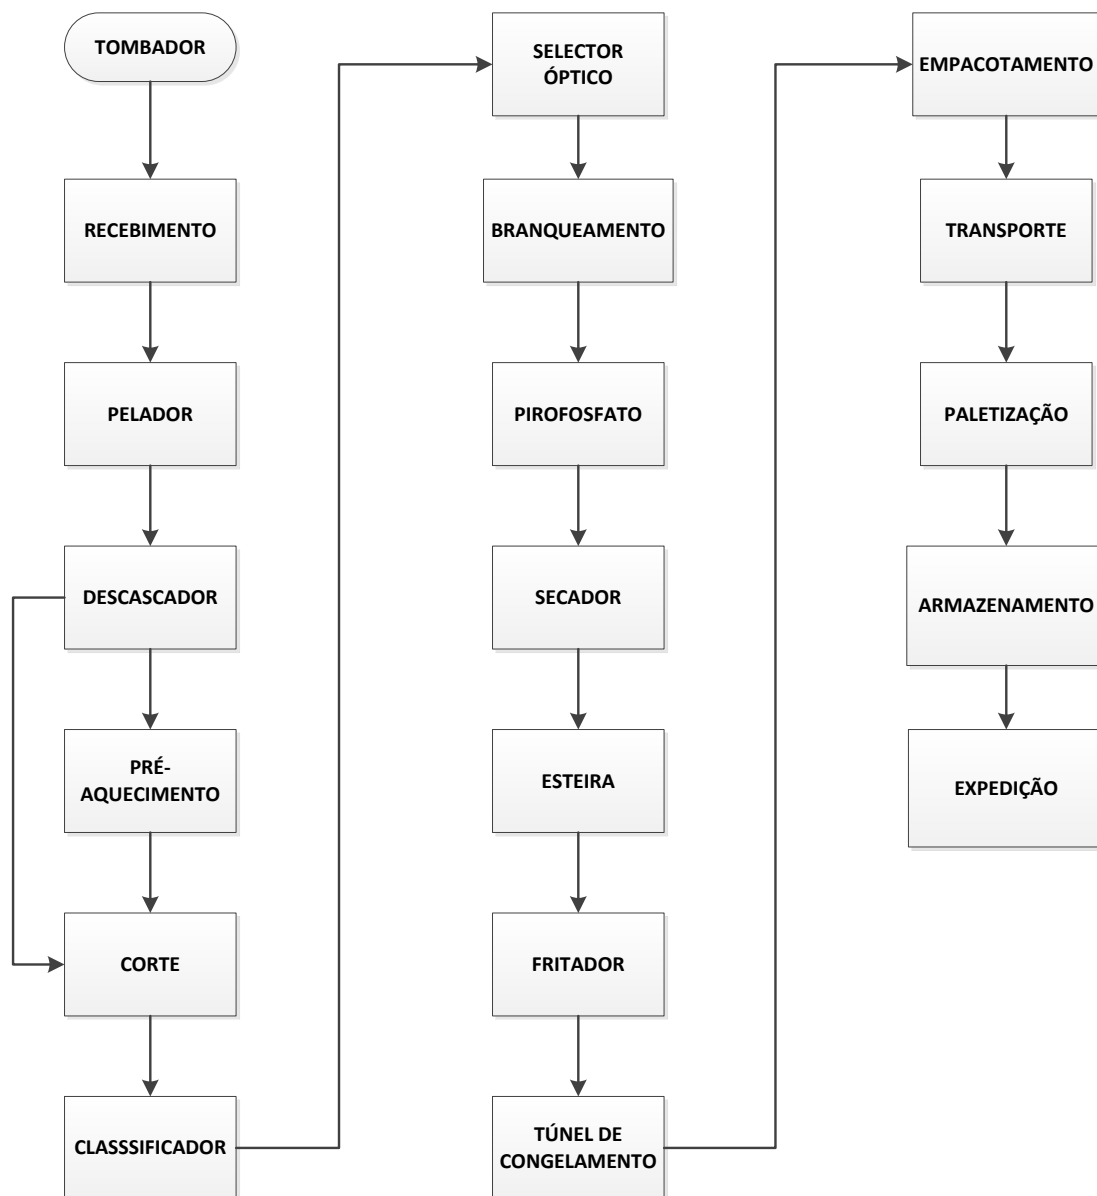 TOMBADOR
RECEBIMENTO
PELADOR
DESCASCADOR
PRÉ-
AQUECIMENTO
CORTE
CLASSSIFICADOR
SELECTOR
ÓPTICO
BRANQUEAMENTO
PIROFOSFATO
SECADOR
ESTEIRA
FRITADOR
TÚNEL DE
CONGELAMENTO
EMPACOTAMENTO
TRANSPORTE
PALETIZAÇÃO
ARMAZENAMENTO
EXPEDIÇÃO